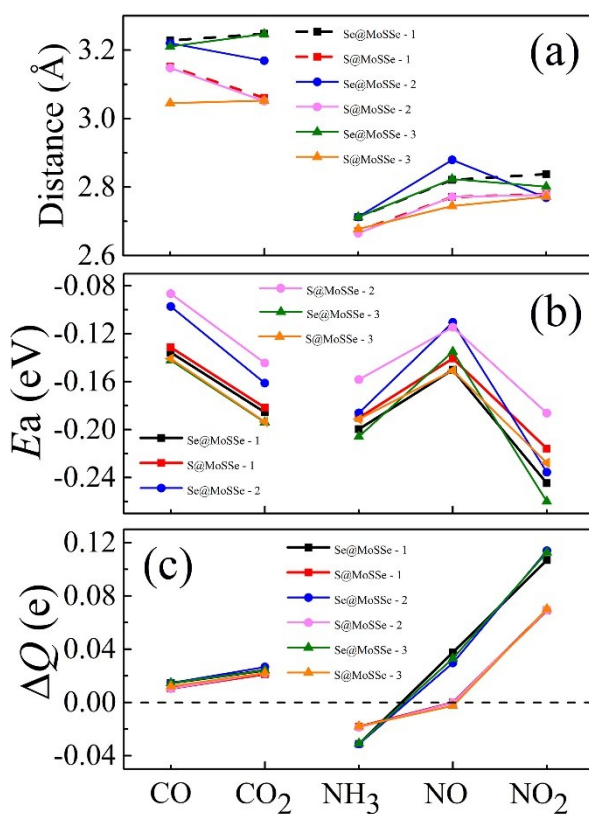 3.2
3.0
2.8
2.6
Distance (Å)
(a)
Se@MoSSe - 1
S@MoSSe - 1
Se@MoSSe - 2
S@MoSSe - 2
Se@MoSSe - 3
S@MoSSe - 3
-0.08
-0.12
-0.16
-0.20
-0.24
Ea (eV)
(b)
S@MoSSe - 2
Se@MoSSe - 3
S@MoSSe - 3
Se@MoSSe - 1
S@MoSSe - 1
Se@MoSSe - 2
0.12
0.08
0.04
0.00
-0.04
ΔQ (e)
(c)
Se@MoSSe - 1
S@MoSSe - 1
Se@MoSSe - 2
S@MoSSe - 2
Se@MoSSe - 3
S@MoSSe - 3
CO CO₂ NH₃ NO NO₂